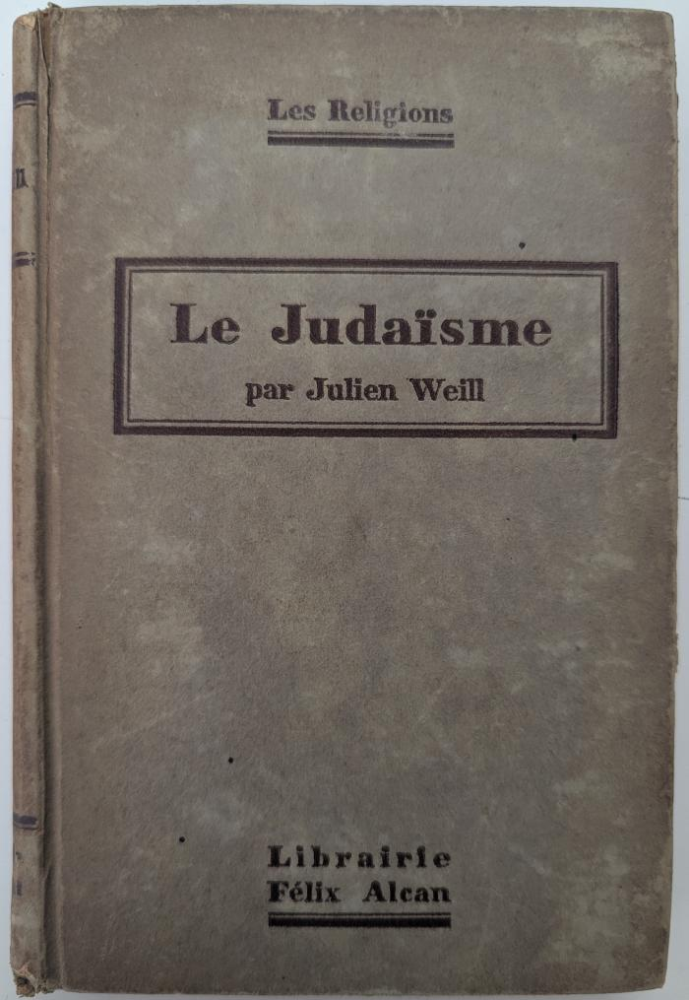 Les Religions
Le Judaïsme
par Julien Weill
Librairie
Félix Alcan